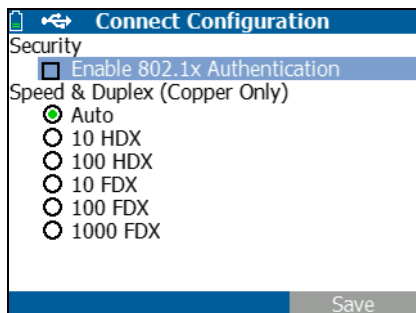 Connect Configuration
Security
Enable 802.1x Authentication
Speed & Duplex (Copper Only)
Auto
10 HDX
100 HDX
10 FDX
100 FDX
1000 FDX
Save